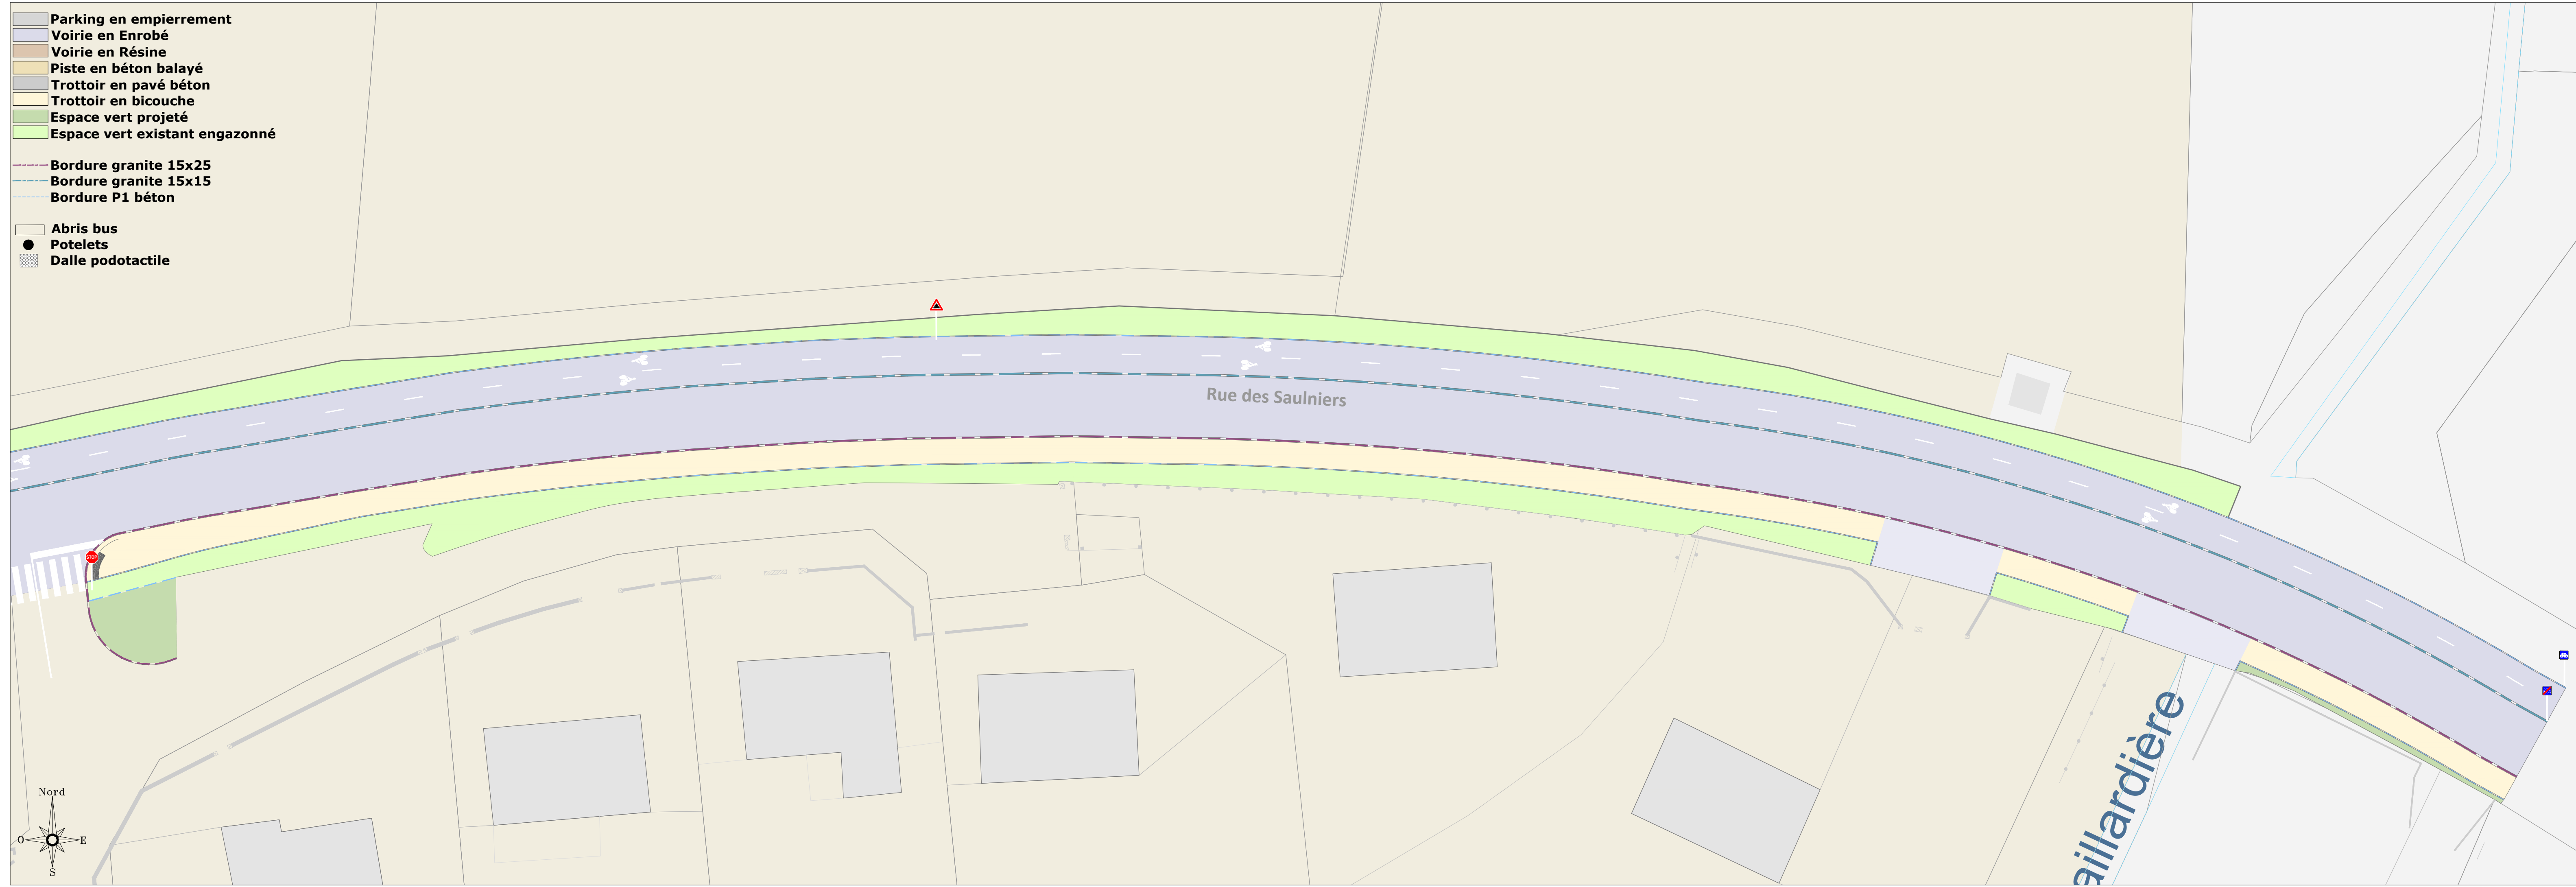 Parking en empierrement
Voirie en Enrobé
Voirie en Résine
Piste en béton balayé
Trottoir en pavé béton
Trottoir en bicouche
Espace vert projeté
Espace vert existant engazonné
Bordure granite 15x25
Bordure granite 15x15
Bordure P1 béton
Abris bus
Potelets
Dalle podotactile
Rue des Saulniers
STOP
aillardière
Nord
O
E
S